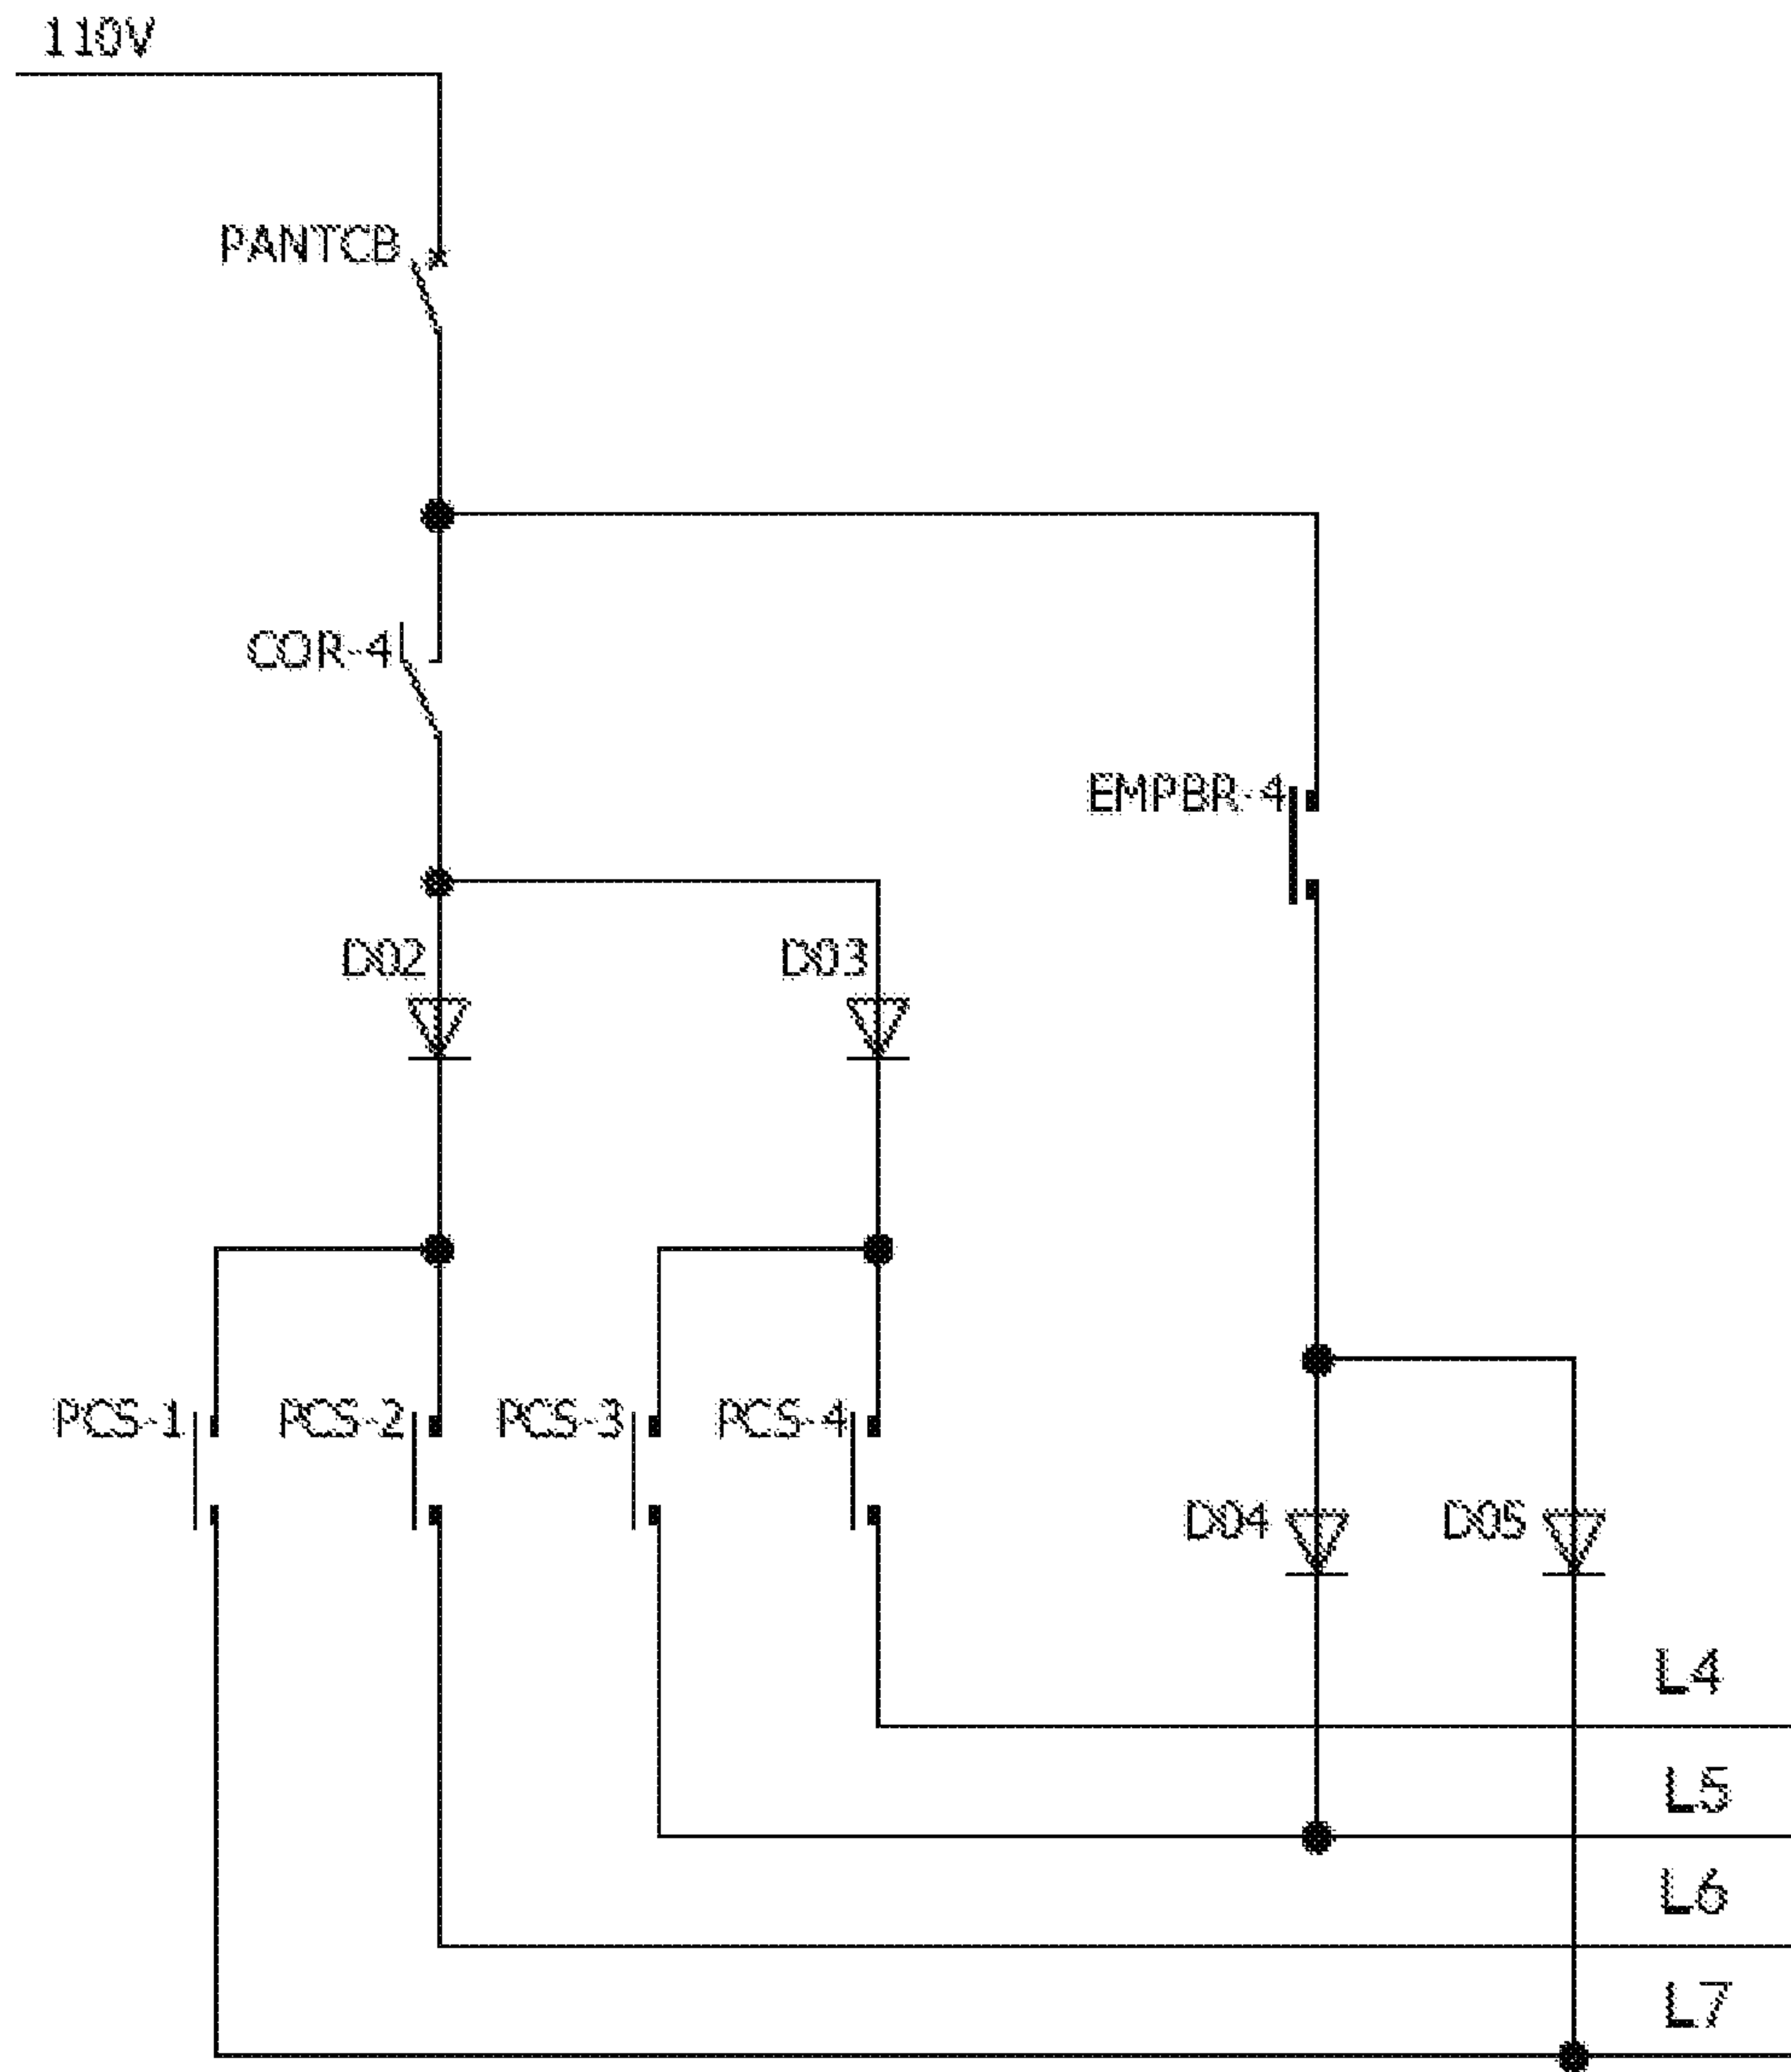 110V
PANTCB
COR-4
EMPBR-4
D02
D03
PCS-1
PCS-2
PCS-3
PCS-4
D04
D05
L4
L5
L6
L7